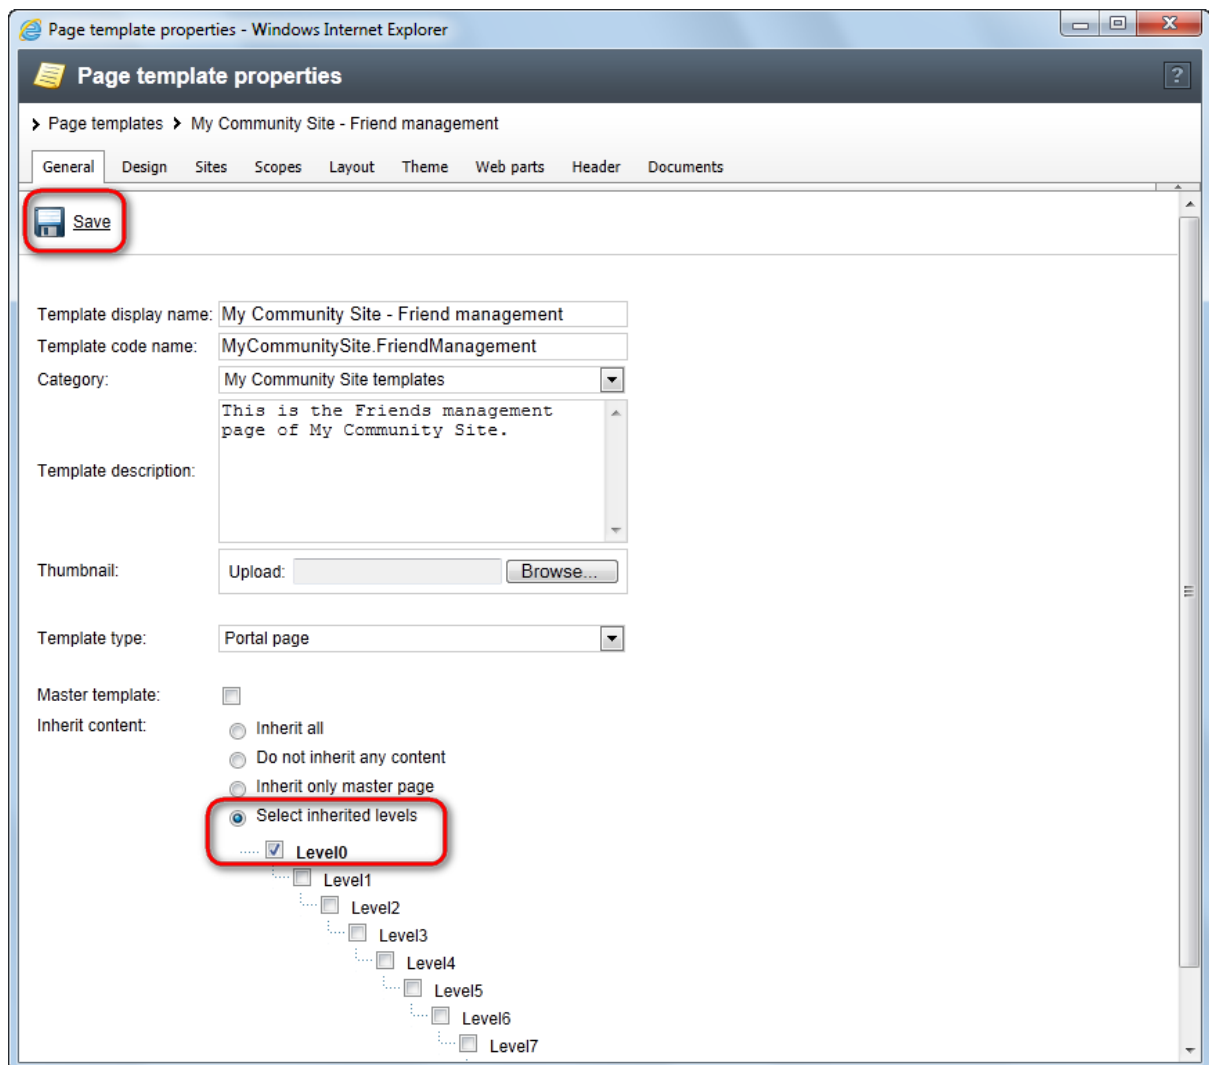 Page template properties - Windows Internet Explorer
Page template properties
?
Page templates > My Community Site - Friend management
General Design Sites Scopes Layout Theme Web parts Header Documents
Save
Template display name: My Community Site - Friend management
Template code name: MyCommunitySite.FriendManagement
Category: My Community Site templates
This is the Friends management
page of My Community Site.
Template description:
Thumbnail: Upload: Browse...
Template type: Portal page
Master template:
Inherit content:
Inherit all
Do not inherit any content
Inherit only master page
Select inherited levels
Level0
Level1
Level2
Level3
Level4
Level5
Level6
Level7